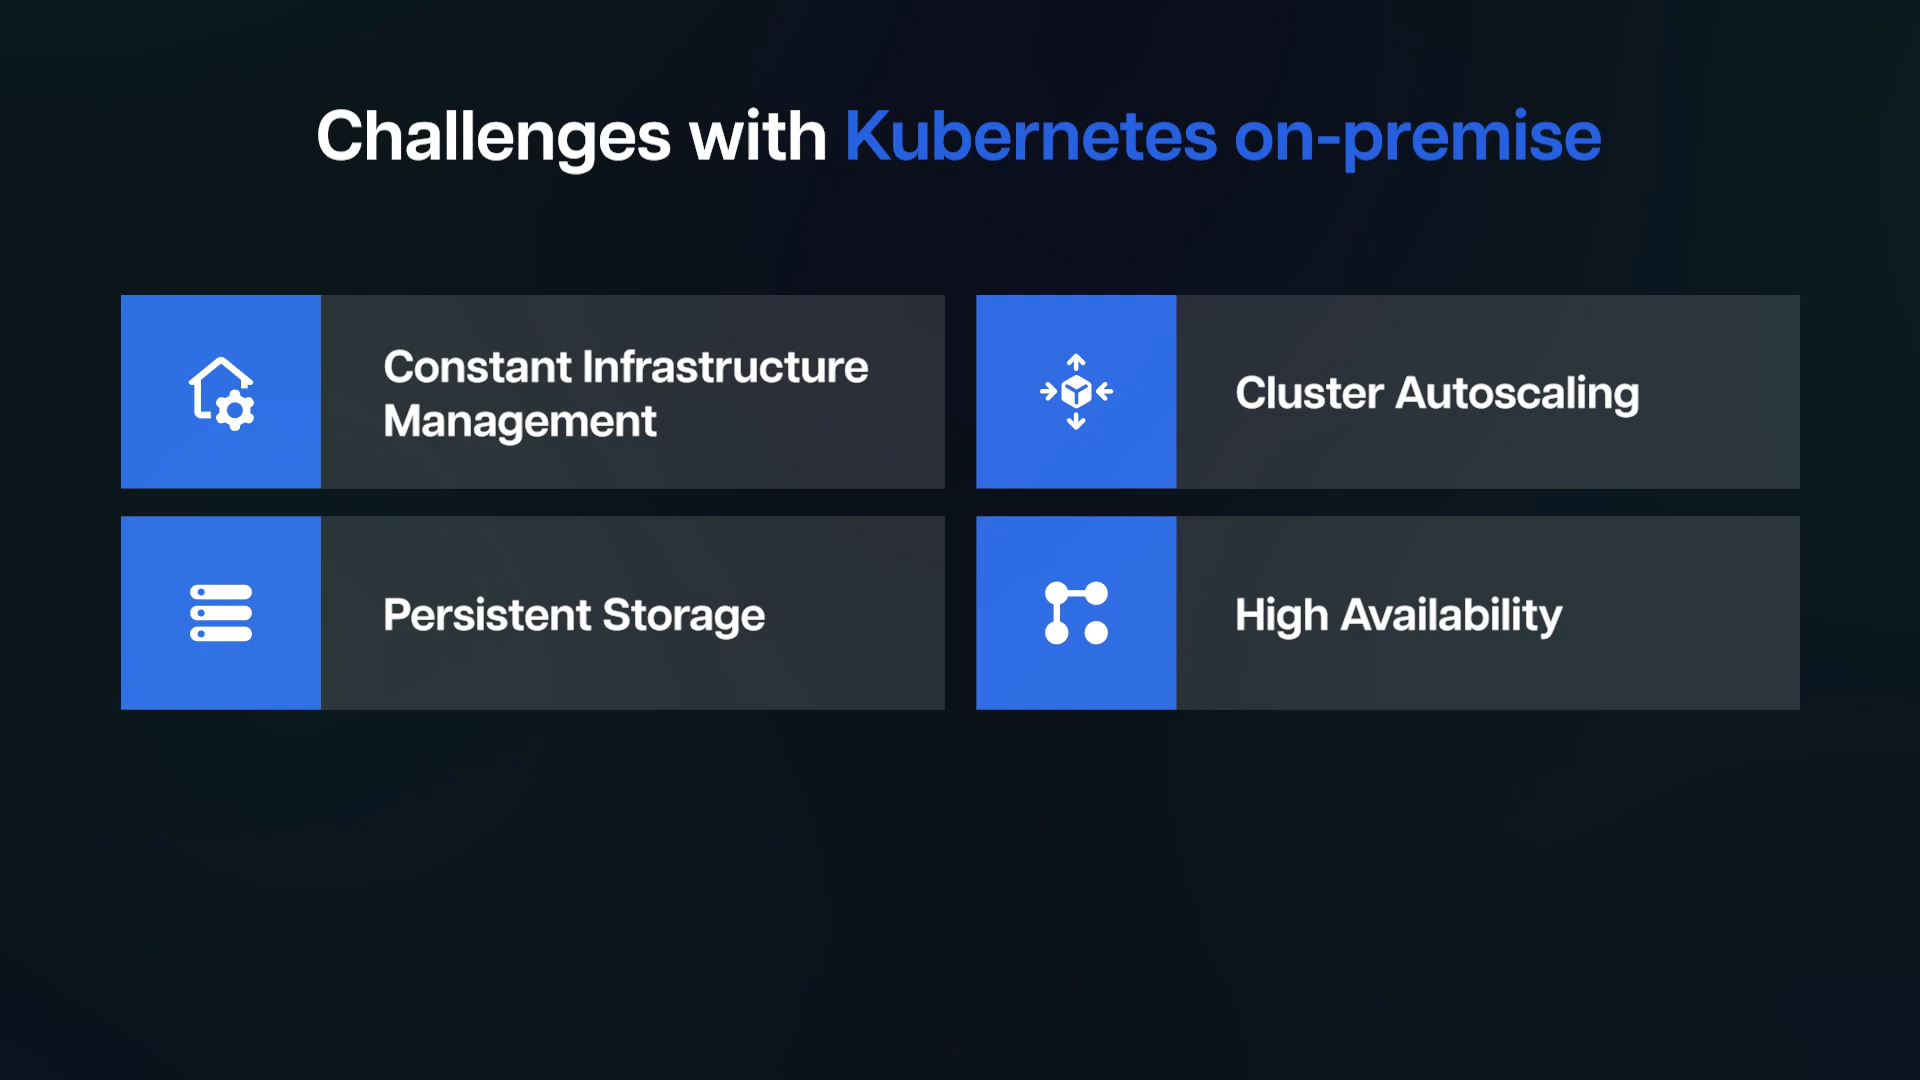 Challenges with Kubernetes on-premise
Constant Infrastructure
Management
Cluster Autoscaling
Persistent Storage
High Availability